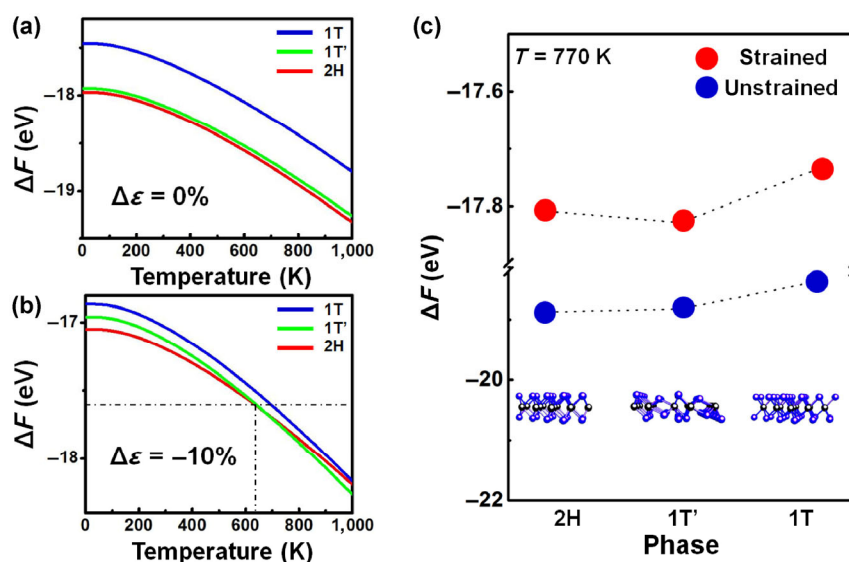 (a)
1T
1T'
2H
−18
−19
ΔF (eV)
Δε = 0%
0 200 400 600 800 1,000
Temperature (K)
(b)
1T
1T'
2H
−17
−18
ΔF (eV)
Δε = −10%
0 200 400 600 800 1,000
Temperature (K)
(c)
T = 770 K
Strained
Unstrained
−17.6
−17.8
−20
−22
ΔF (eV)
2H 1T' 1T
Phase